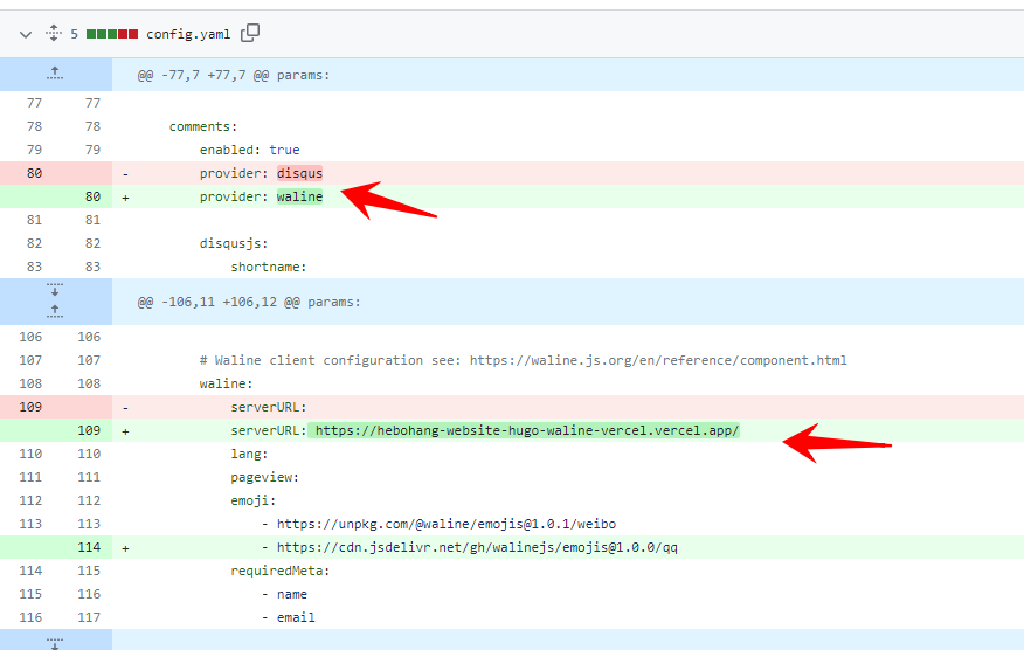 5 config.yaml
@@ -77,7 +77,7 @@ params:
77 77
78 78 comments:
79 79 enabled: true
80 - provider: disqus
80 + provider: waline
81 81
82 82 disqusjs:
83 83 shortname:
@@ -106,11 +106,12 @@ params:
106 106
107 107 # Waline client configuration see: https://waline.js.org/en/reference/component.html
108 108 waline:
109 - serverURL:
109 + serverURL: https://hebohang-website-hugo-waline-vercel.vercel.app/
110 110 lang:
111 111 pageview:
112 112 emoji:
113 113 - https://unpkg.com/@waline/emojis@1.0.1/weibo
114 + - https://cdn.jsdelivr.net/gh/walinejs/emojis@1.0.0/qq
114 115 requiredMeta:
115 116 - name
116 117 - email